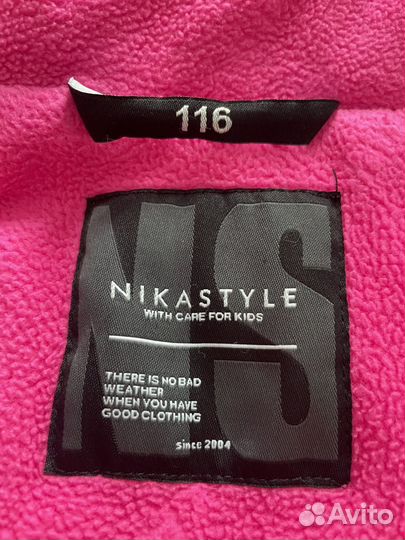 116
NS
NIKASTYLE
WITH CARE FOR KIDS
THERE IS NO BAD
WEATHER
WHEN YOU HAVE
GOOD CLOTHING
since 2004
Avito